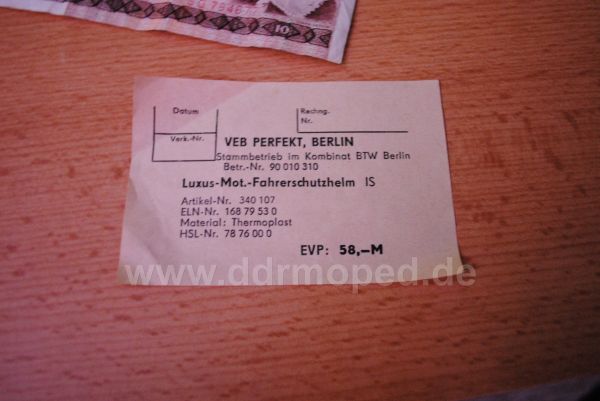 10
Datum
Rechng.
Nr.
Verk.-Nr.
VEB PERFEKT, BERLIN
Stammbetrieb im Kombinat BTW Berlin
Betr.-Nr. 90 010 310
Luxus-Mot.-Fahrerschutzhelm IS
Artikel-Nr. 340 107
ELN-Nr. 168 79 53 0
Material: Thermoplast
HSL-Nr. 78 76 00 0
EVP: 58,–M
www.ddrmoped.de